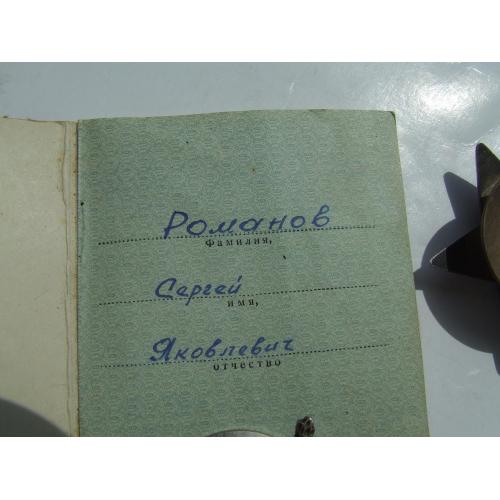 Романов
фамилия,
Сергей
имя,
Яковлевич
отчество